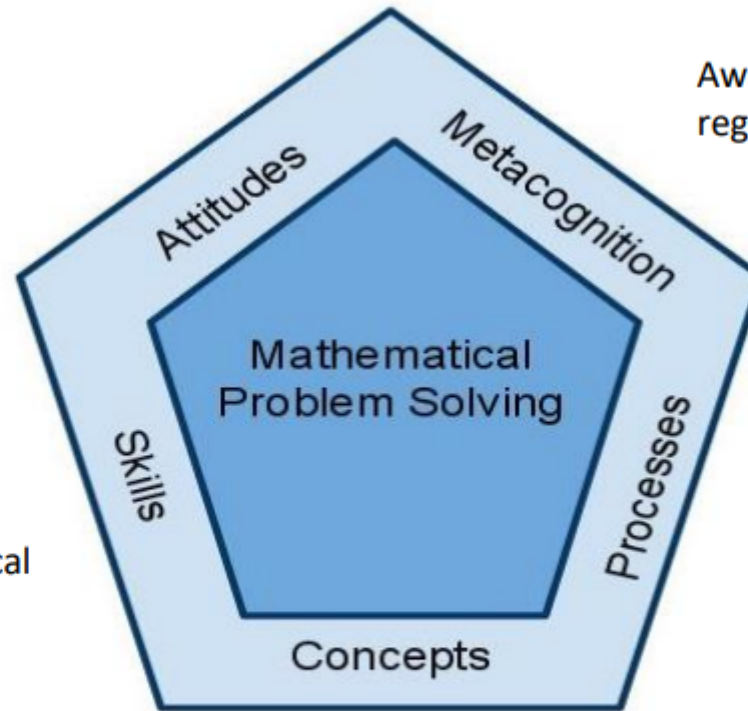 Aw
reg
Attitudes
Metacognition
Mathematical
Problem Solving
Skills
Processes
cal
Concepts